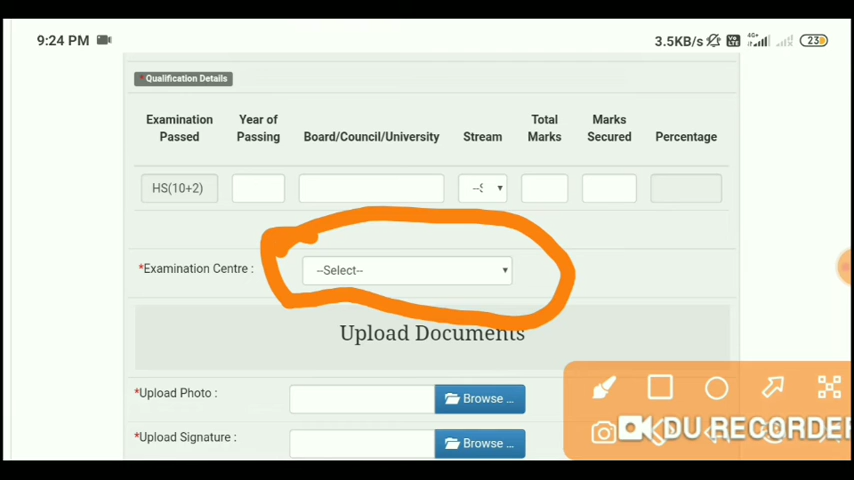 9:24 PM 3.5KB/s 4G+ 23
* Qualification Details
Examination Passed Year of Passing Board/Council/University Stream Total Marks Marks Secured Percentage
HS(10+2) --S
*Examination Centre : --Select--
Upload Documents
*Upload Photo : Browse ...
*Upload Signature : Browse ...
DU RECORDER